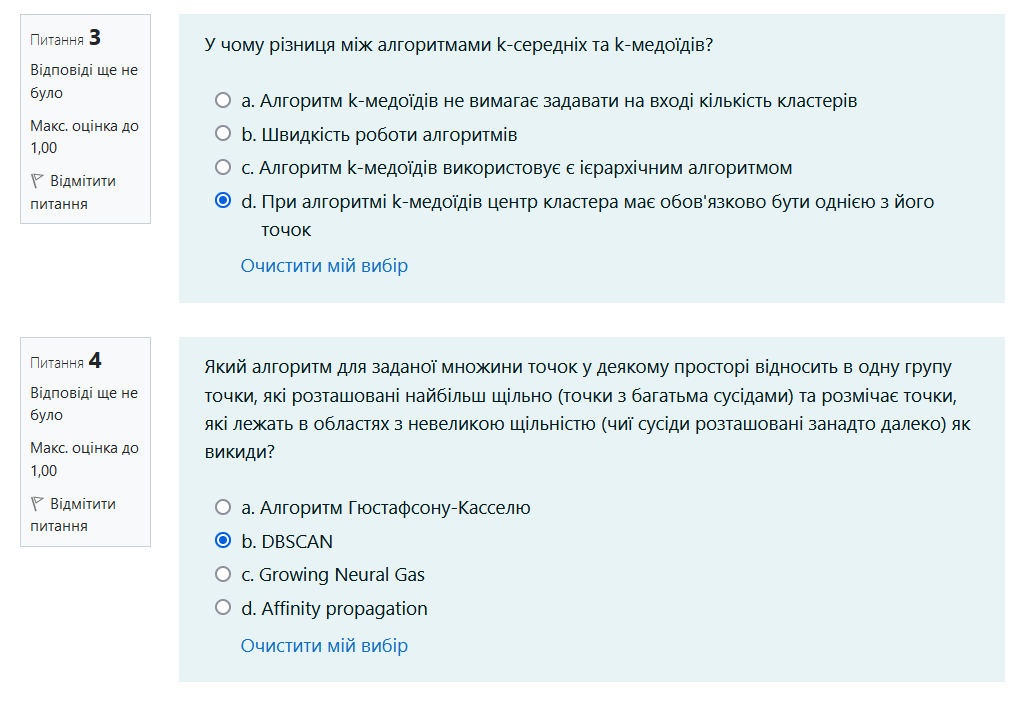 Питання 3
Відповіді ще не
було
Макс. оцінка до
1,00
Відмітити
питання
У чому різниця між алгоритмами k-середніх та k-медоїдів?
a. Алгоритм k-медоїдів не вимагає задавати на вході кількість кластерів
b. Швидкість роботи алгоритмів
c. Алгоритм k-медоїдів використовує є ієрархічним алгоритмом
d. При алгоритмі k-медоїдів центр кластера має обов'язково бути однією з його
точок
Очистити мій вибір
Питання 4
Відповіді ще не
було
Макс. оцінка до
1,00
Відмітити
питання
Який алгоритм для заданої множини точок у деякому просторі відносить в одну групу
точки, які розташовані найбільш щільно (точки з багатьма сусідами) та розмічає точки,
які лежать в областях з невеликою щільністю (чиї сусіди розташовані занадто далеко) як
викиди?
a. Алгоритм Гюстафсону-Касселю
b. DBSCAN
c. Growing Neural Gas
d. Affinity propagation
Очистити мій вибір